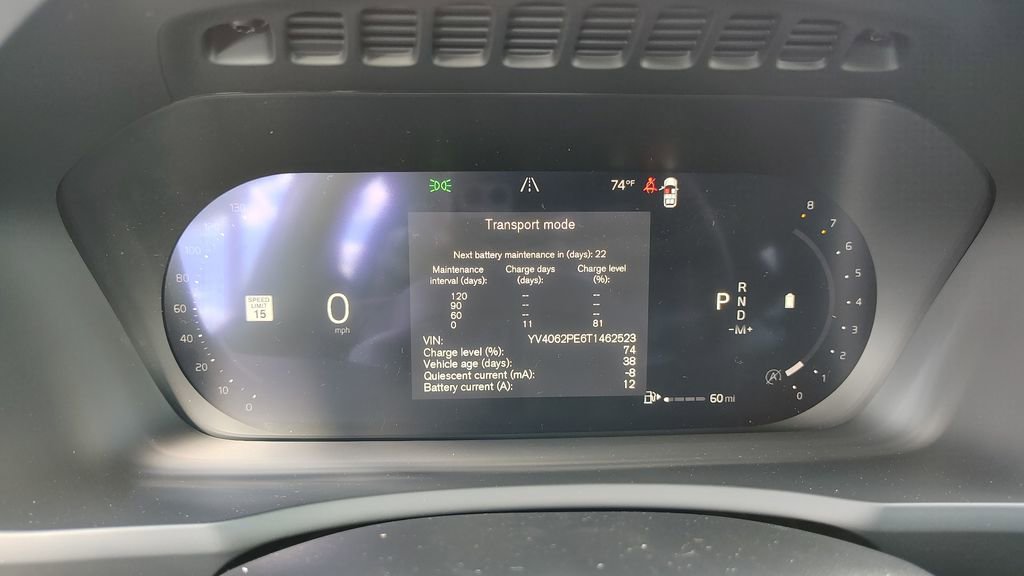 74°F
Transport mode
Next battery maintenance in (days): 22
Maintenance interval (days): Charge days (days): Charge level (%):
120 -- --
90 -- --
60 -- --
0 11 81
VIN: YV4062PE6T1462523
Charge level (%): 74
Vehicle age (days): 38
Quiescent current (mA): -8
Battery current (A): 12
130
120
100
80
60
40
20
10
0
SPEED LIMIT 15
0
mph
P
R
N
D
-M+
8
7
6
5
4
3
2
1
0
A
60 mi